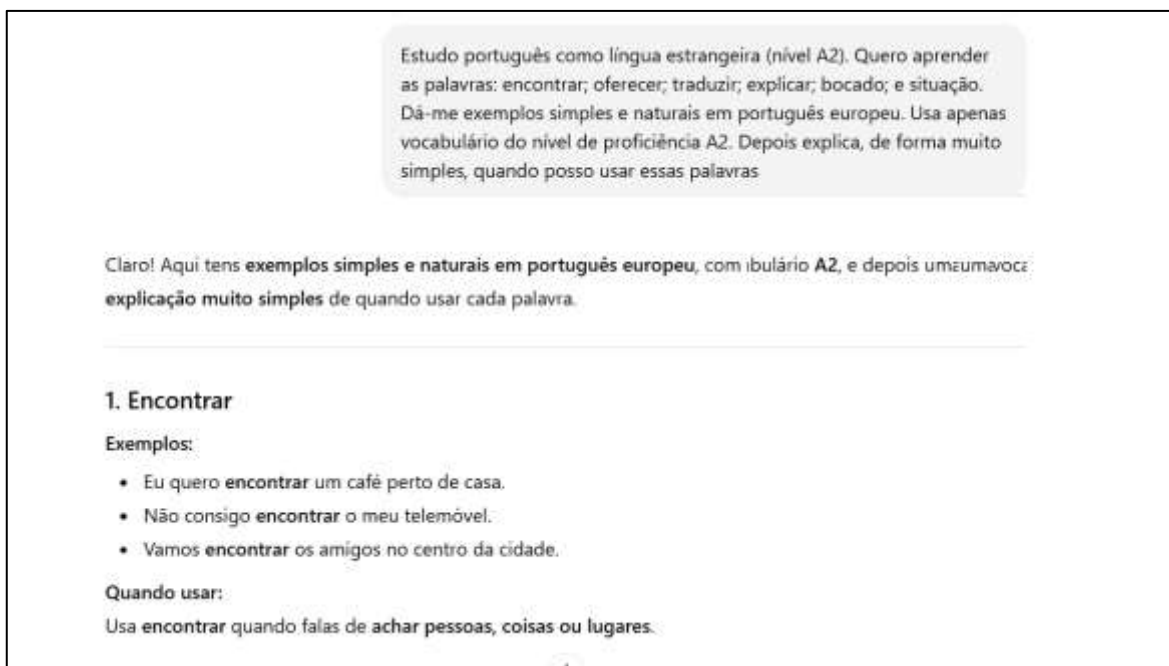 Estudo português como língua estrangeira (nível A2). Quero aprender
as palavras: encontrar; oferecer; traduzir; explicar; bocado; e situação.
Dá-me exemplos simples e naturais em português europeu. Usa apenas
vocabulário do nível de proficiência A2. Depois explica, de forma muito
simples, quando posso usar essas palavras
Claro! Aqui tens exemplos simples e naturais em português europeu, com ıbulário A2, e depois umaumavoca
explicação muito simples de quando usar cada palavra.
1. Encontrar
Exemplos:
• Eu quero encontrar um café perto de casa.
• Não consigo encontrar o meu telemóvel.
• Vamos encontrar os amigos no centro da cidade.
Quando usar:
Usa encontrar quando falas de achar pessoas, coisas ou lugares.